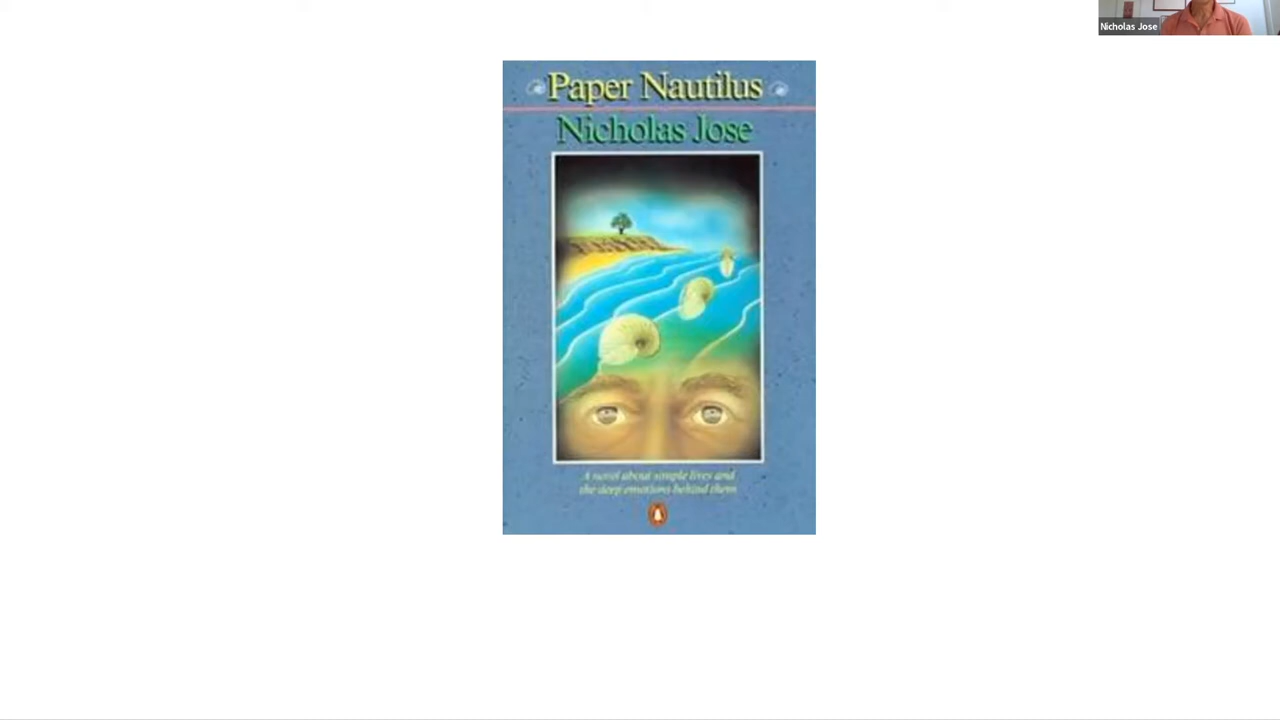 Nicholas Jose
Paper Nautilus
Nicholas Jose
A novel about simple lives and
the deep emotions behind them